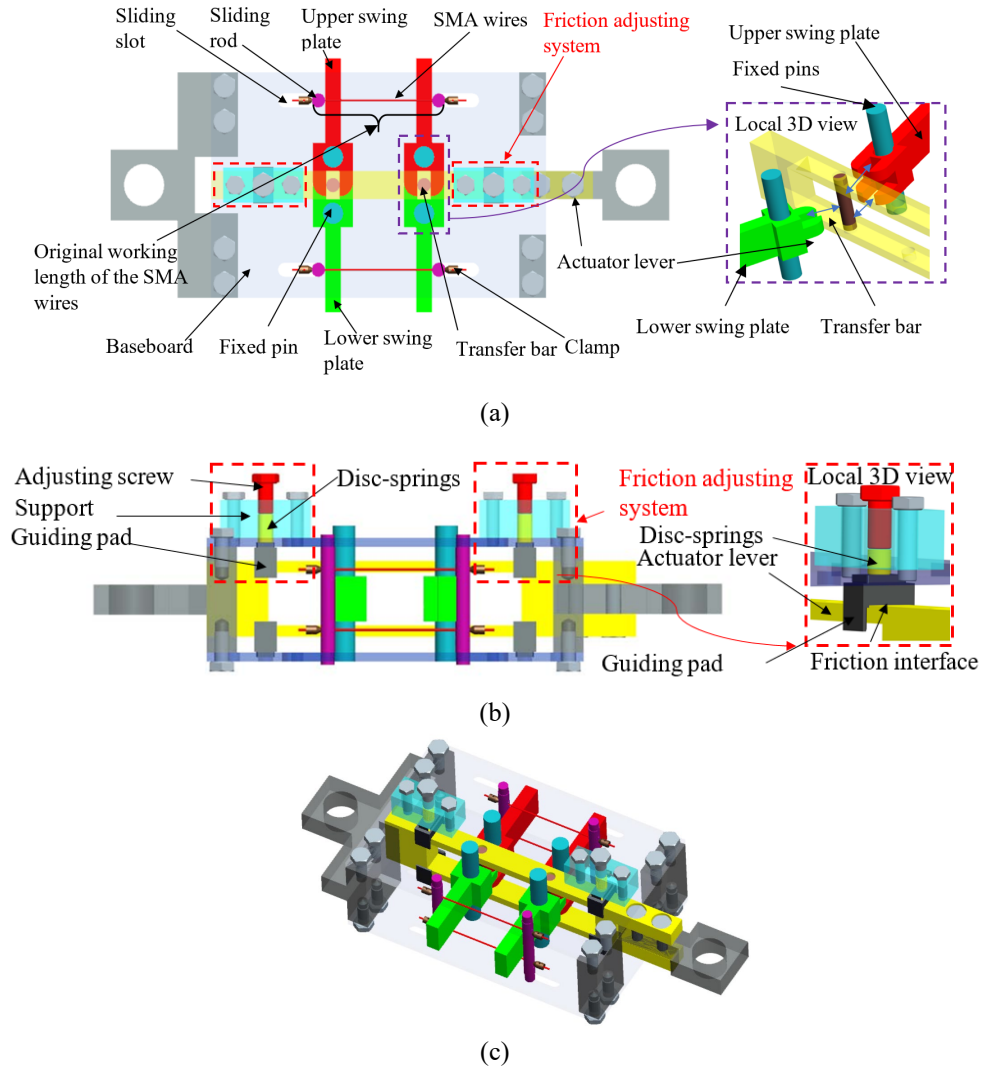 Sliding
slot
Sliding
rod
Upper swing
plate
SMA wires
Friction adjusting
system
Upper swing plate
Fixed pins
Local 3D view
Original working
length of the SMA
wires
Actuator lever
Baseboard
Fixed pin
Lower swing
plate
Transfer bar
Clamp
Lower swing plate
Transfer bar
(a)
Adjusting screw
Support
Guiding pad
Disc-springs
Friction adjusting
system
Local 3D view
Disc-springs
Actuator lever
Guiding pad
Friction interface
(b)
(c)